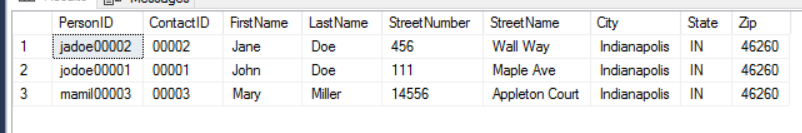 Messages
PersonID ContactID FirstName LastName StreetNumber StreetName City State Zip
1 jadoe00002 00002 Jane Doe 456 Wall Way Indianapolis IN 46260
2 jodoe00001 00001 John Doe 111 Maple Ave Indianapolis IN 46260
3 mamil00003 00003 Mary Miller 14556 Appleton Court Indianapolis IN 46260